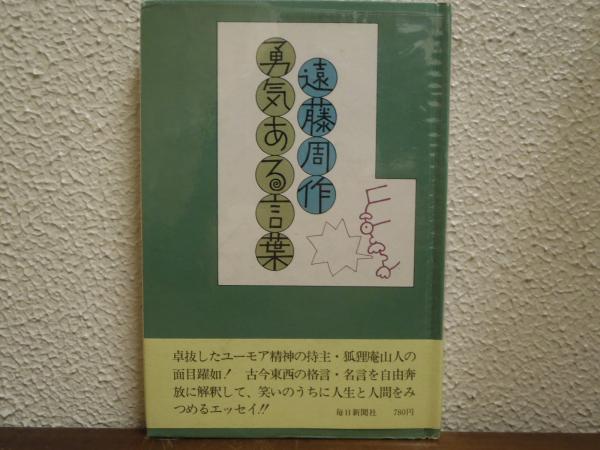 遠藤周作
勇気ある言葉
卓抜したユーモア精神の持主・狐狸庵山人の
面目躍如！ 古今東西の格言・名言を自由奔
放に解釈して、笑いのうちに人生と人間をみ
つめるエッセイ!!
毎日新聞社 780円